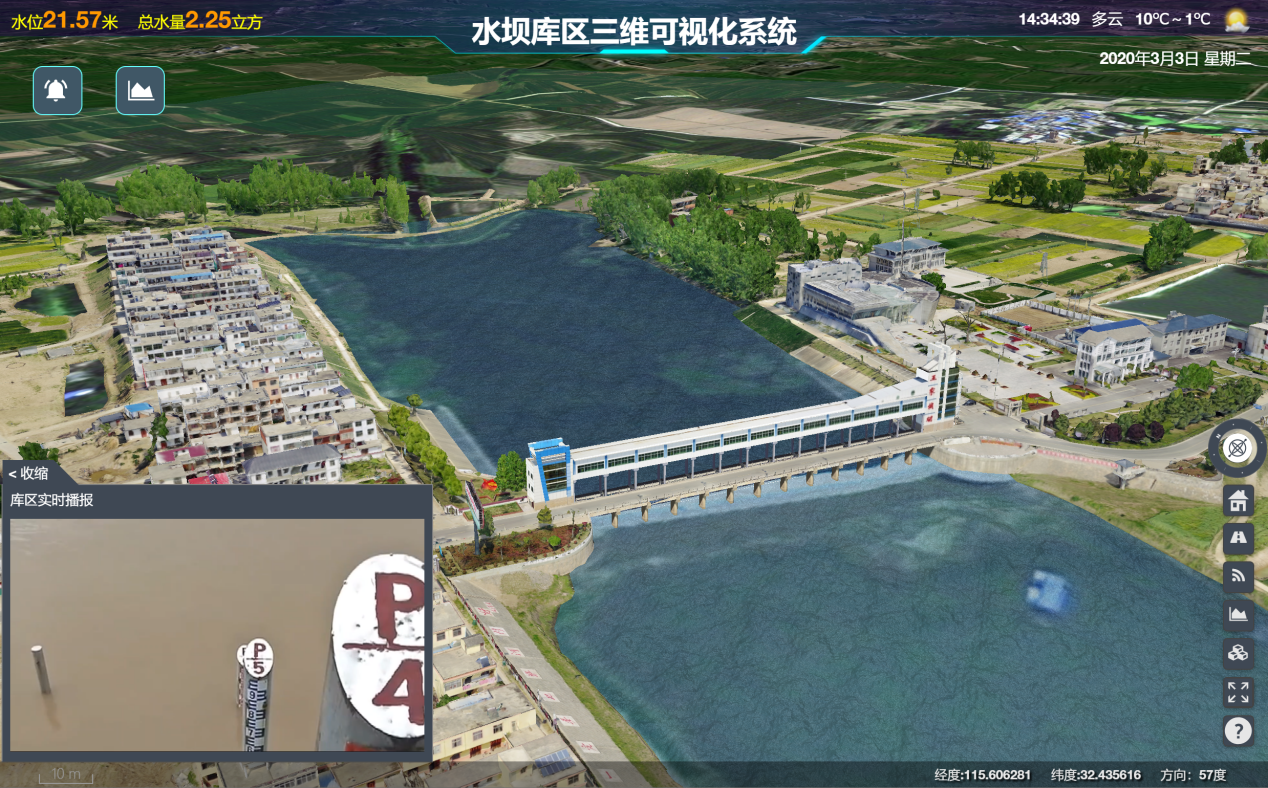 水位21.57米 总水量2.25立方
水坝库区三维可视化系统
14:34:39 多云 10℃~1℃
2020年3月3日 星期二
< 收缩
库区实时播报
P
5
P
4
10 m
经度:115.606281 纬度:32.435616 方向: 57度
?